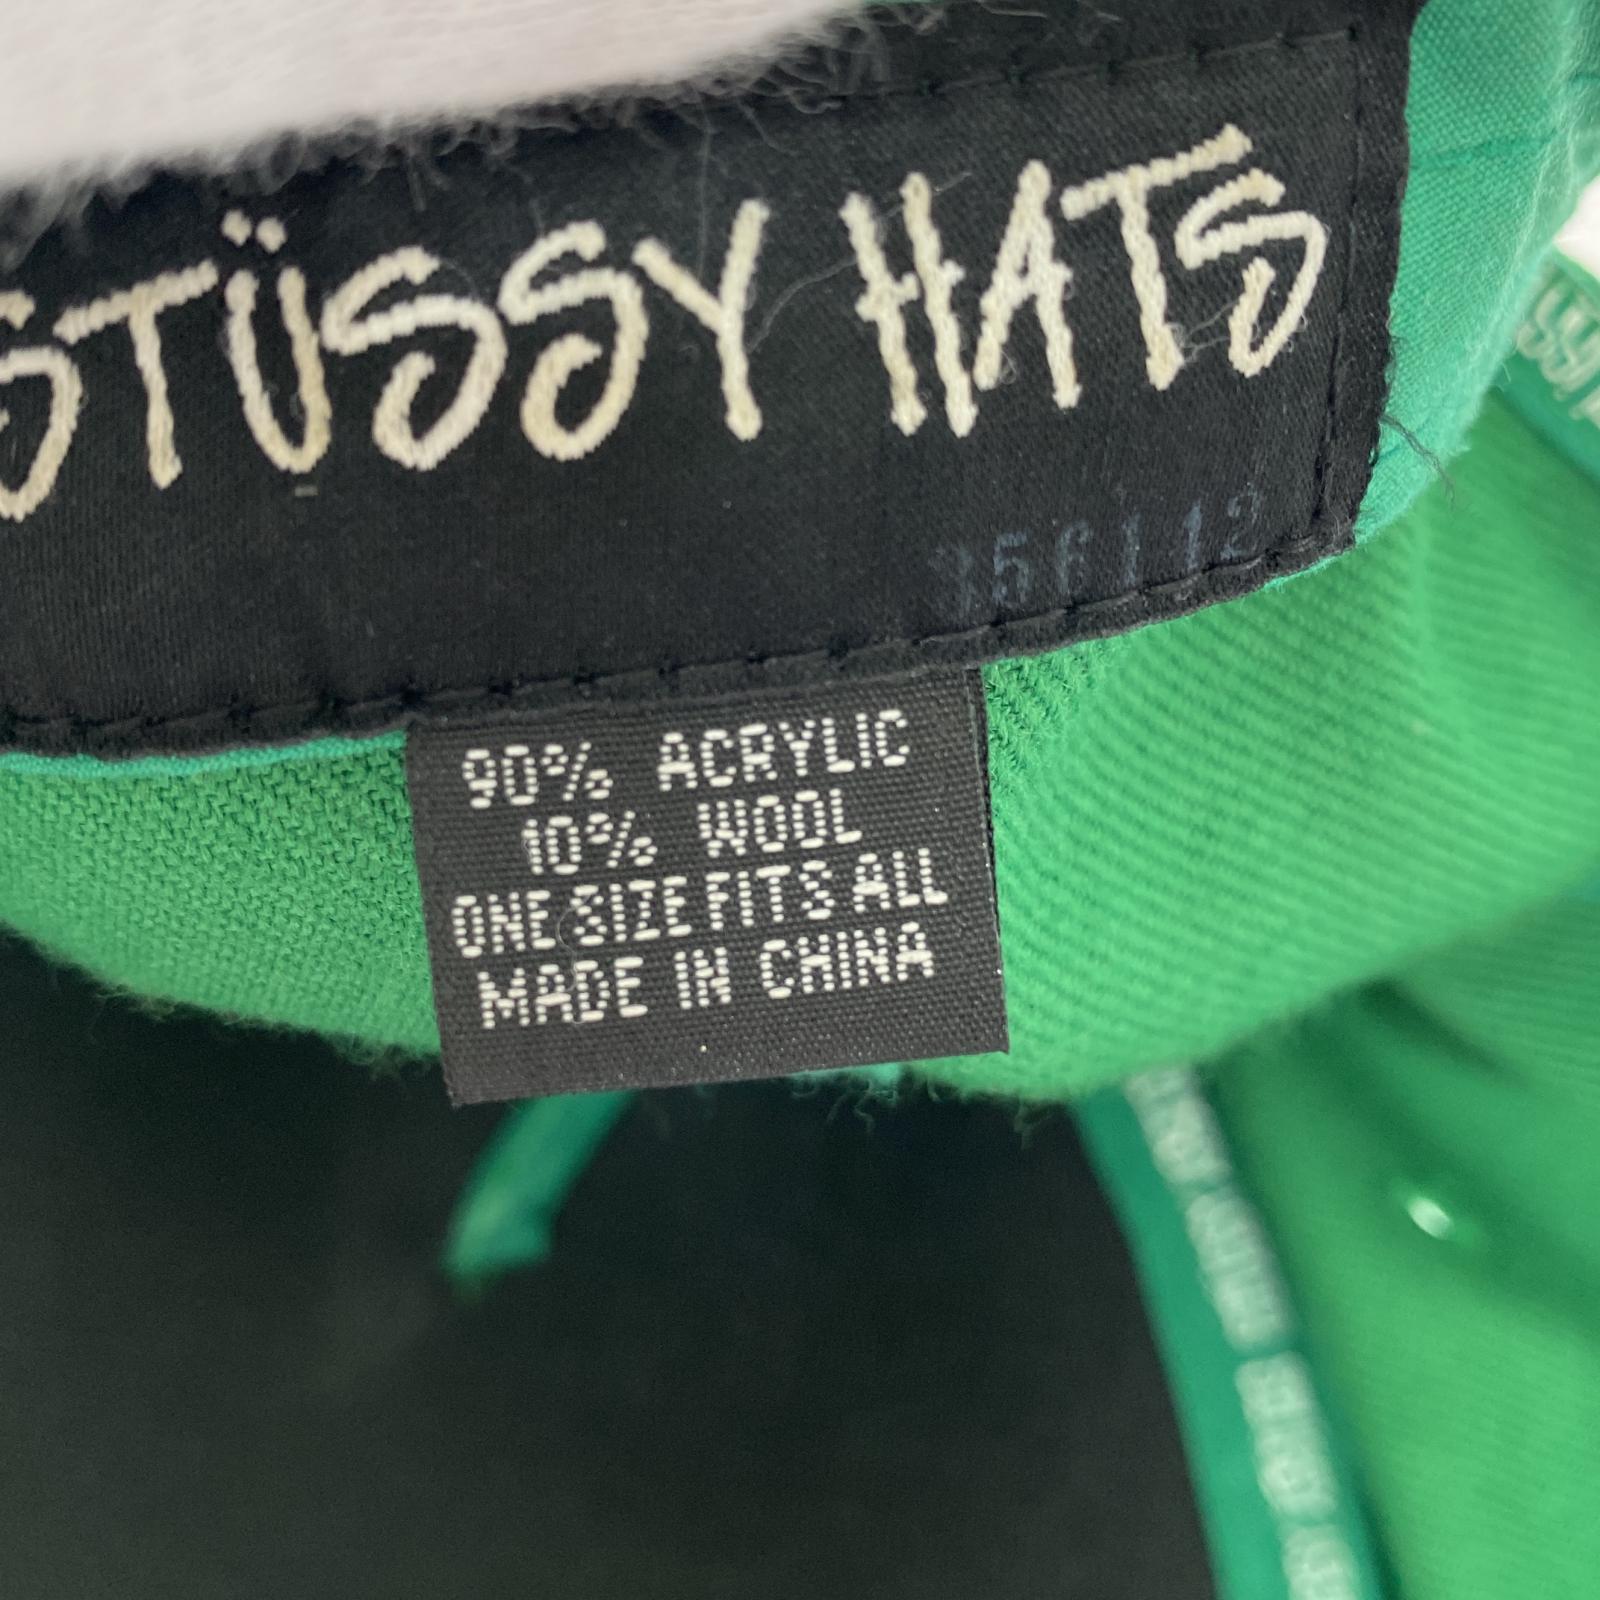 STÜSSY HATS
90% ACRYLIC
10% WOOL
ONE SIZE FITS ALL
MADE IN CHINA